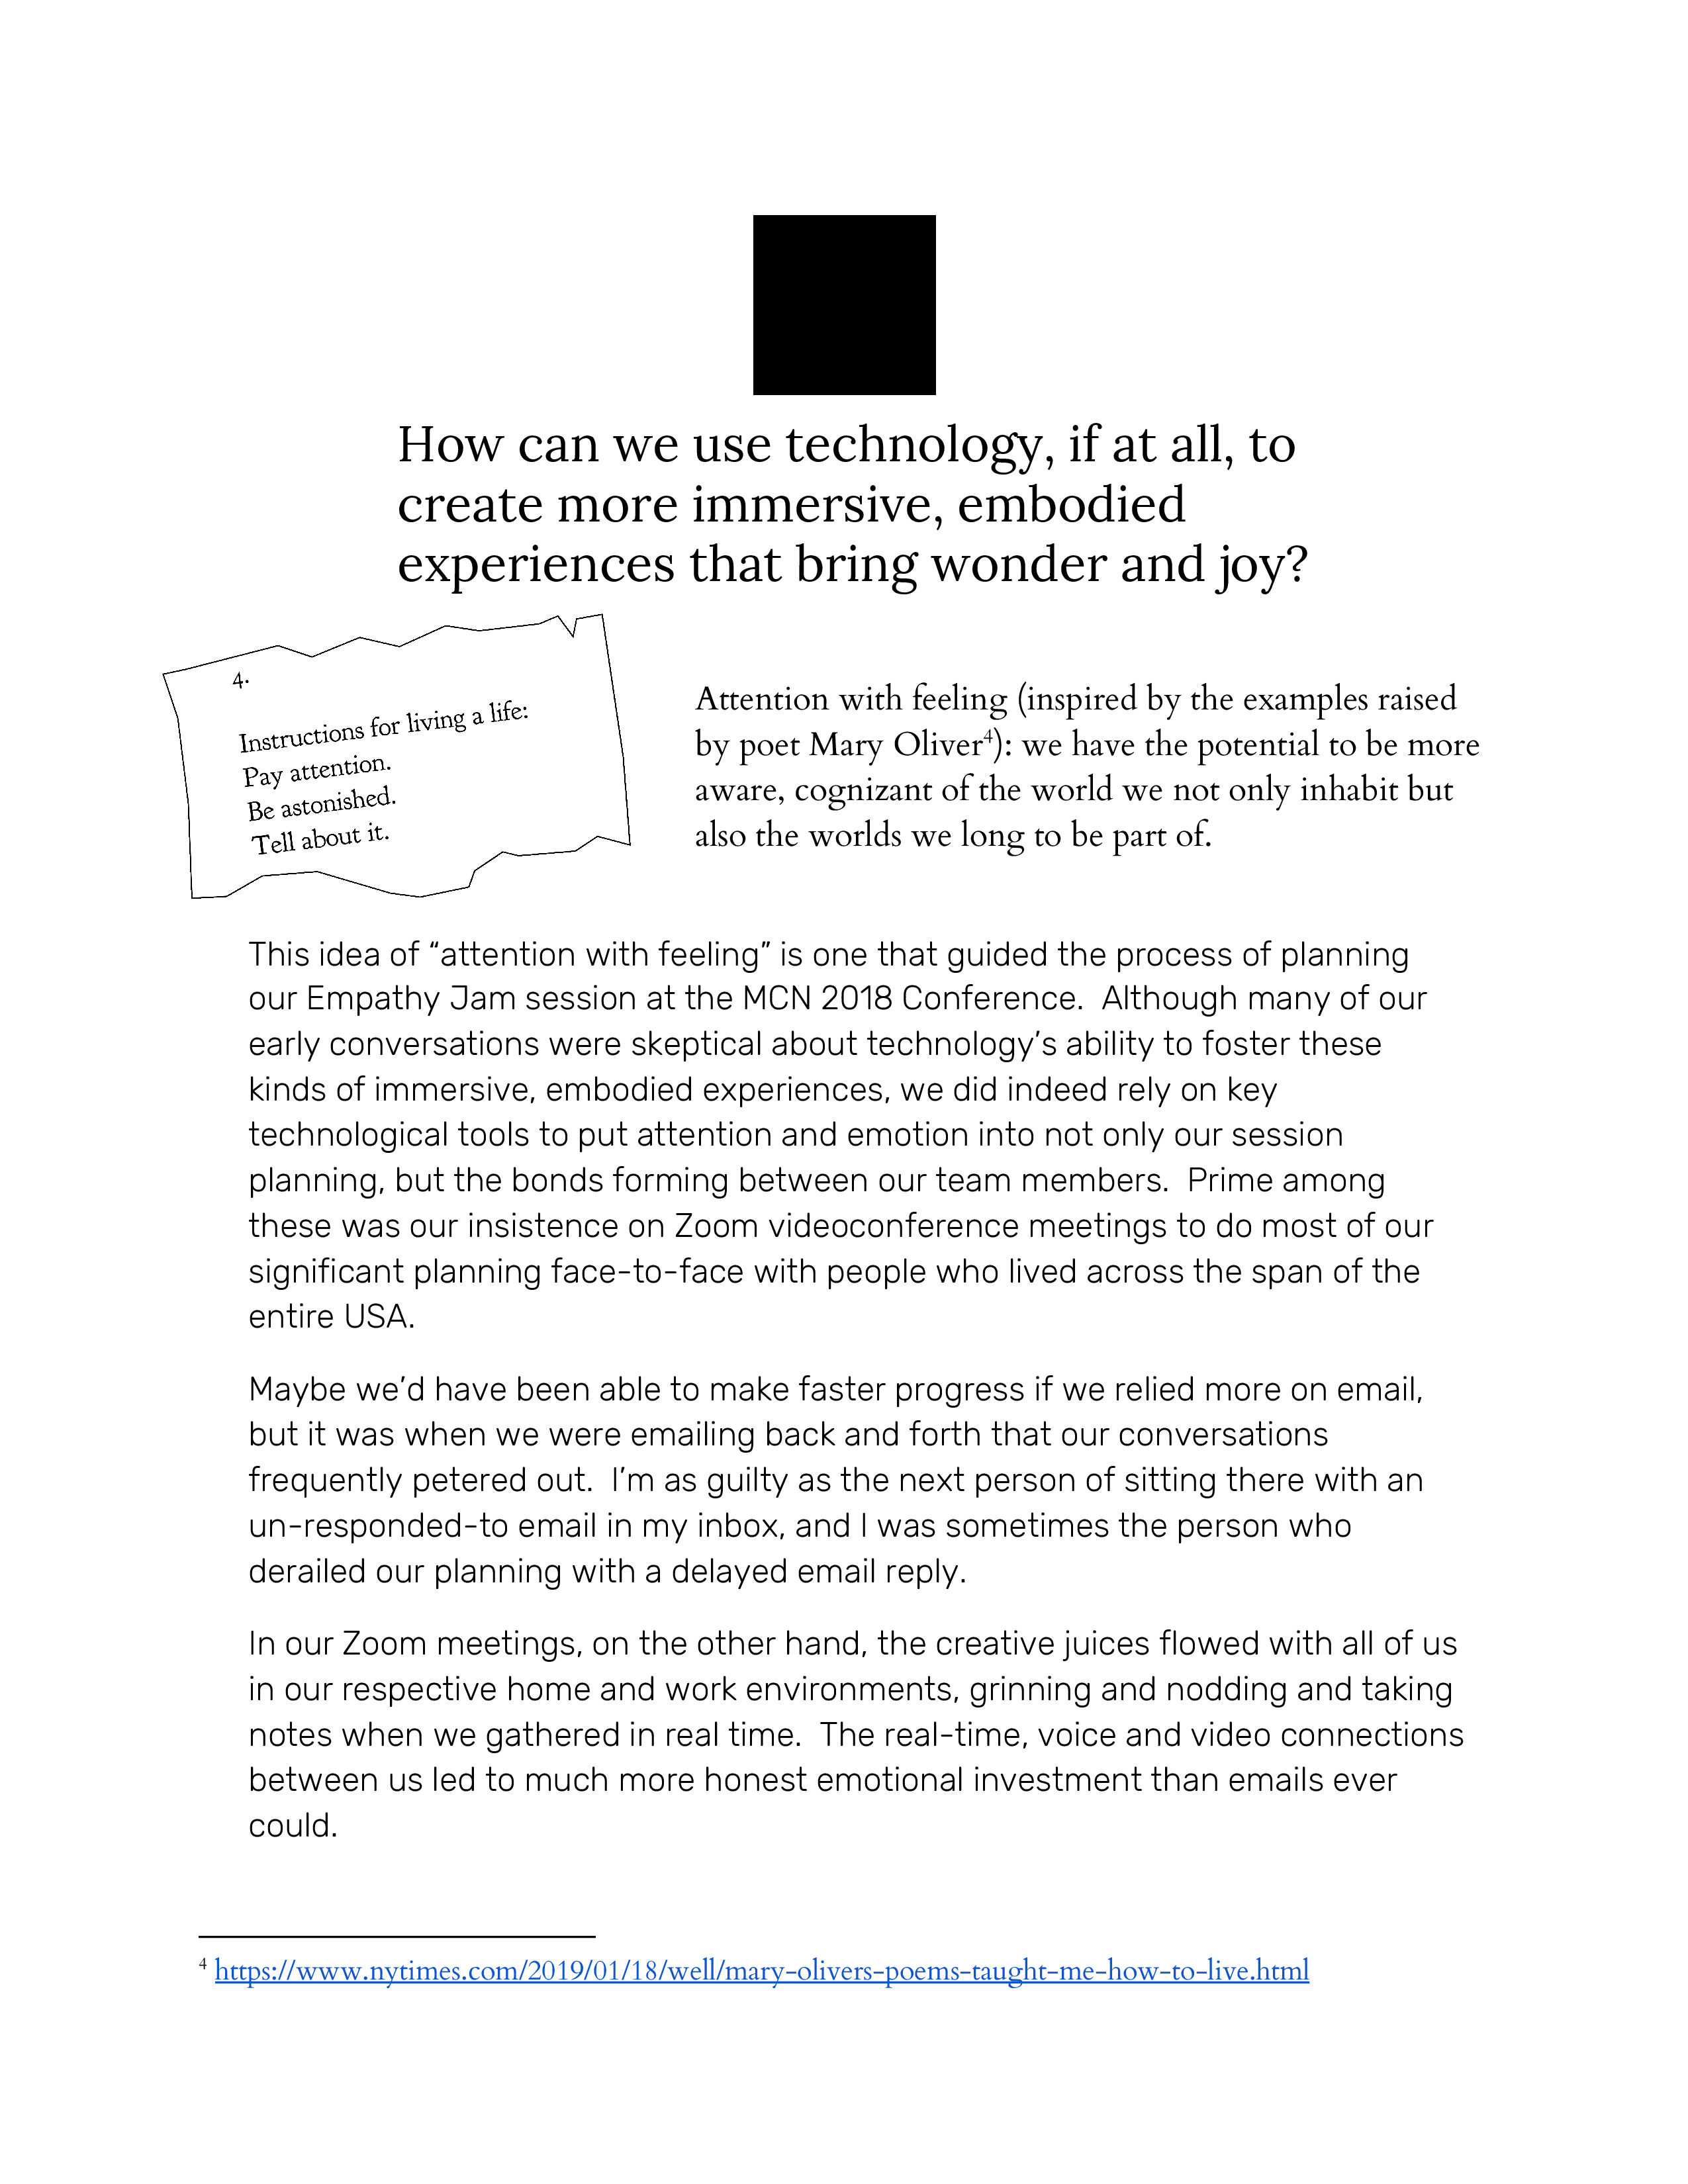 How can we use technology, if at all, to
create more immersive, embodied
experiences that bring wonder and joy?
4.
Instructions for living a life:
Pay attention.
Be astonished.
Tell about it.
Attention with feeling (inspired by the examples raised
by poet Mary Oliver4): we have the potential to be more
aware, cognizant of the world we not only inhabit but
also the worlds we long to be part of.
This idea of “attention with feeling” is one that guided the process of planning
our Empathy Jam session at the MCN 2018 Conference.  Although many of our
early conversations were skeptical about technology’s ability to foster these
kinds of immersive, embodied experiences, we did indeed rely on key
technological tools to put attention and emotion into not only our session
planning, but the bonds forming between our team members.  Prime among
these was our insistence on Zoom videoconference meetings to do most of our
significant planning face-to-face with people who lived across the span of the
entire USA.
Maybe we’d have been able to make faster progress if we relied more on email,
but it was when we were emailing back and forth that our conversations
frequently petered out.  I’m as guilty as the next person of sitting there with an
un-responded-to email in my inbox, and I was sometimes the person who
derailed our planning with a delayed email reply.
In our Zoom meetings, on the other hand, the creative juices flowed with all of us
in our respective home and work environments, grinning and nodding and taking
notes when we gathered in real time.  The real-time, voice and video connections
between us led to much more honest emotional investment than emails ever
could.
4 https://www.nytimes.com/2019/01/18/well/mary-olivers-poems-taught-me-how-to-live.html